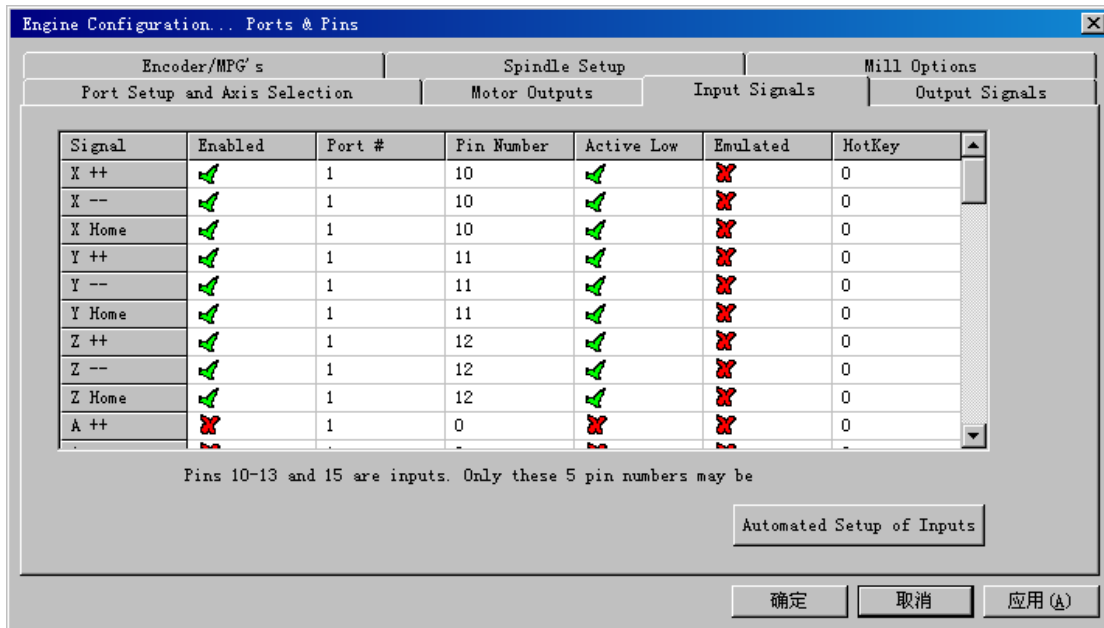 Engine Configuration... Ports & Pins
Encoder/MPG's Spindle Setup Mill Options
Port Setup and Axis Selection Motor Outputs Input Signals Output Signals
Signal Enabled Port # Pin Number Active Low Emulated HotKey
X ++ 1 10 0
X -- 1 10 0
X Home 1 10 0
Y ++ 1 11 0
Y -- 1 11 0
Y Home 1 11 0
Z ++ 1 12 0
Z -- 1 12 0
Z Home 1 12 0
A ++ 1 0 0
Pins 10-13 and 15 are inputs. Only these 5 pin numbers may be
Automated Setup of Inputs
确定 取消 应用(A)